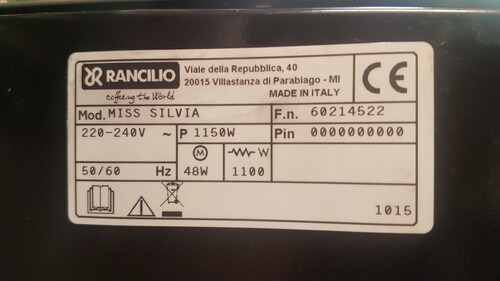 RANCILIO
coffeeing the World
Viale della Repubblica, 40
20015 Villastanza di Parabiago - MI
MADE IN ITALY
CE
Mod. MISS SILVIA
F.n. 60214522
220-240V ~
P 1150W
Pin 0000000000
50/60 Hz
M
48W
W
1100
1015